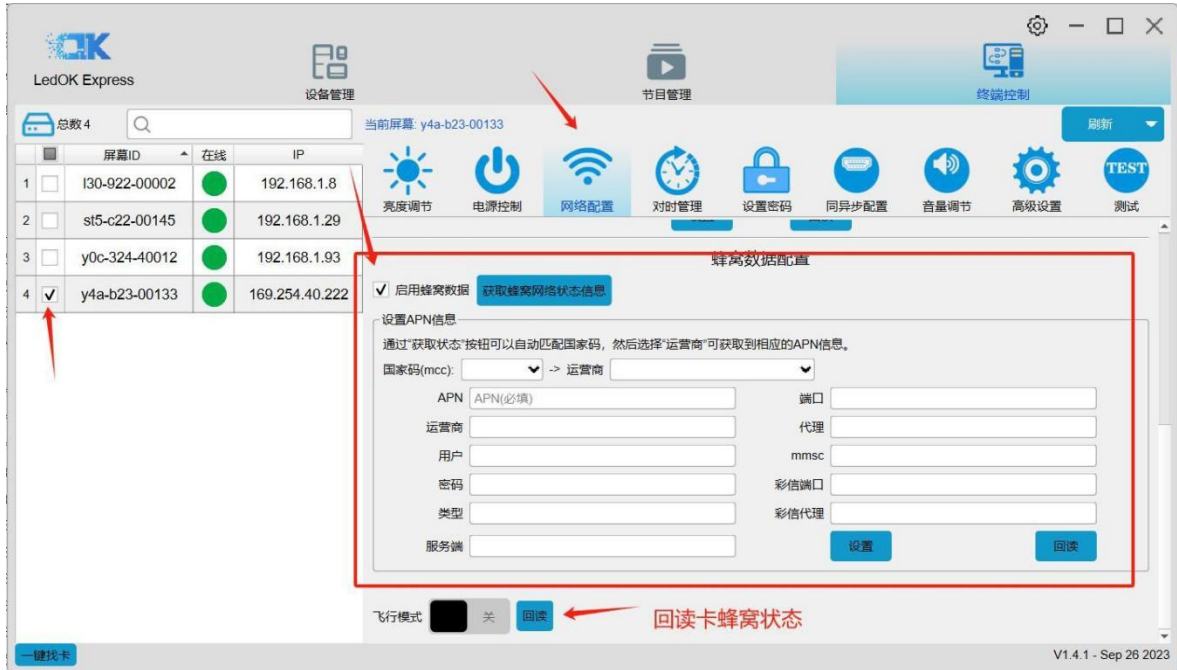 LedOK Express
设备管理
节目管理
终端控制
总数 4
当前屏幕: y4a-b23-00133
刷新
屏幕ID 在线 IP
1 l30-922-00002 192.168.1.8
2 st5-c22-00145 192.168.1.29
3 y0c-324-40012 192.168.1.93
4 y4a-b23-00133 169.254.40.222
亮度调节 电源控制 网络配置 对时管理 设置密码 同异步配置 音量调节 高级设置 TEST 测试
蜂窝数据配置
启用蜂窝数据 获取蜂窝网络状态信息
设置APN信息
通过"获取状态"按钮可以自动匹配国家码，然后选择"运营商"可获取到相应的APN信息。
国家码(mcc): -> 运营商
APN APN(必填) 端口
运营商 代理
用户 mmsc
密码 彩信端口
类型 彩信代理
服务端 设置 回读
飞行模式 关 回读 回读卡蜂窝状态
一键找卡 V1.4.1 - Sep 26 2023